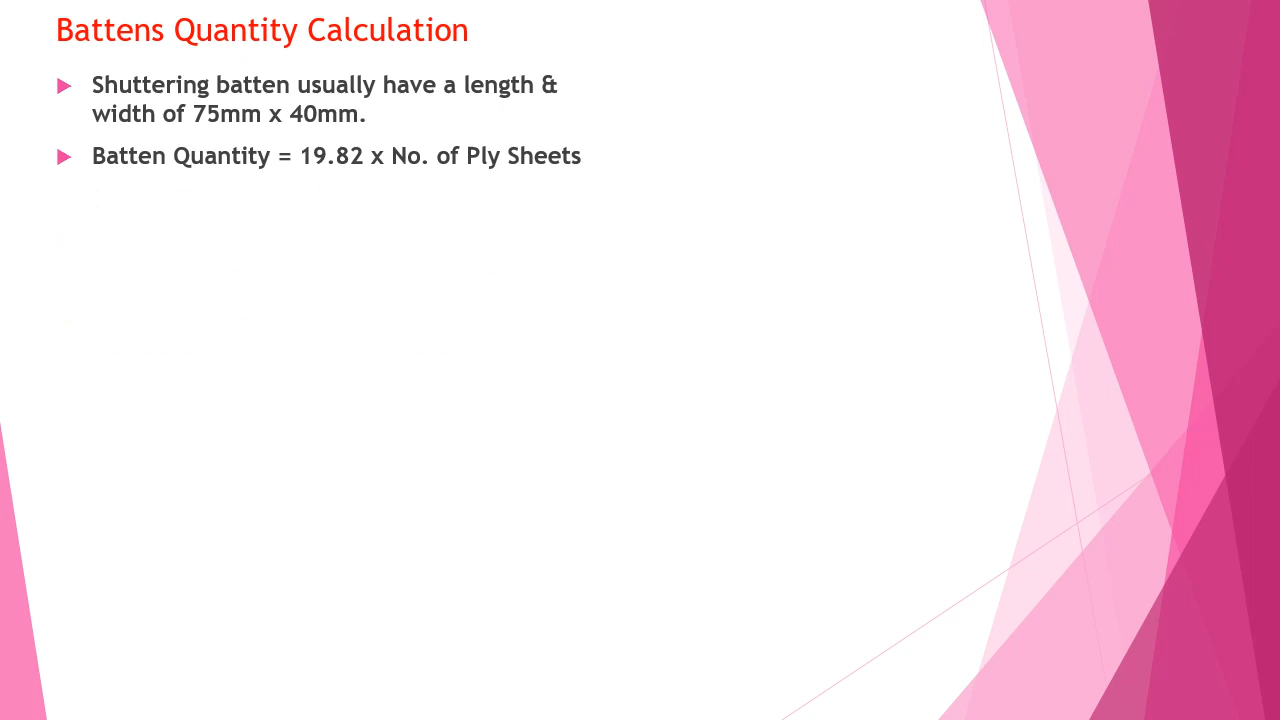 Battens Quantity Calculation
Shuttering batten usually have a length &
width of 75mm x 40mm.
Batten Quantity = 19.82 x No. of Ply Sheets